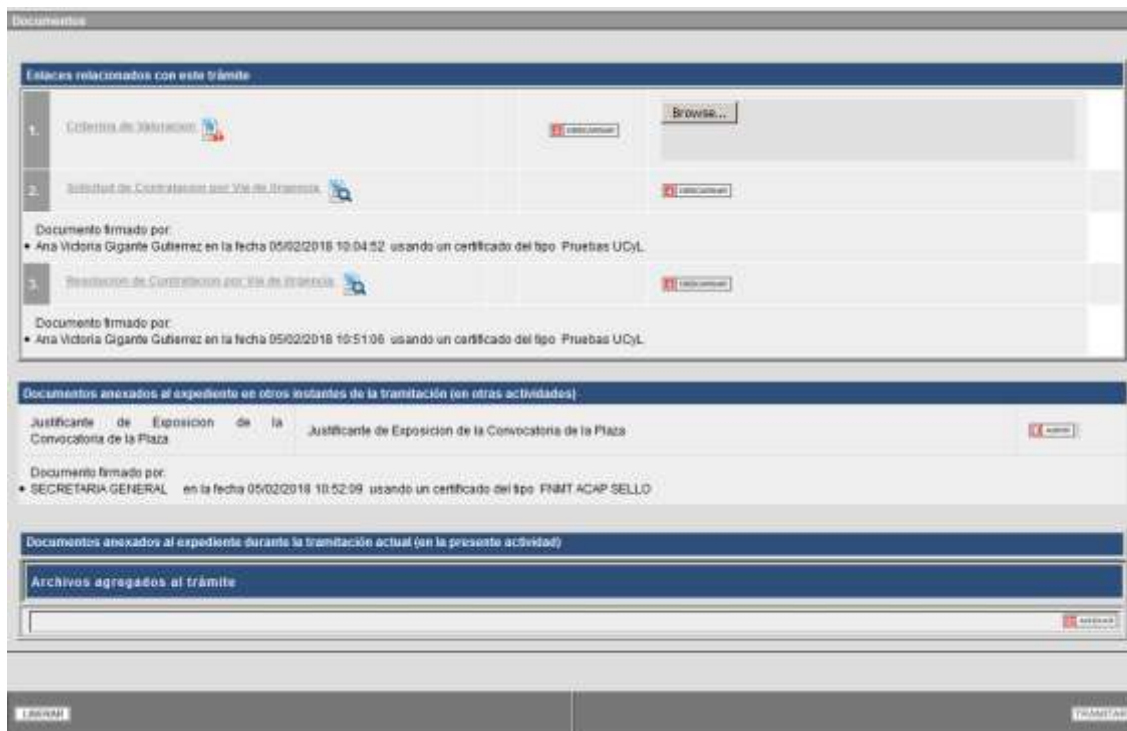 Documentos
Enlaces relacionados con este trámite
1. Criterios de Valoracion DESCARGAR Browse...
2. Solicitud de Contratacion por Via de Urgencia DESCARGAR
Documento firmado por:
• Ana Victoria Gigante Gutierrez en la fecha 05/02/2018 10:04:52 usando un certificado del tipo Pruebas UCyL.
3. Resolucion de Contratacion por Via de Urgencia DESCARGAR
Documento firmado por:
• Ana Victoria Gigante Gutierrez en la fecha 05/02/2018 10:51:06 usando un certificado del tipo Pruebas UCyL.
Documentos anexados al expediente en otros instantes de la tramitación (en otras actividades)
Justificante de Exposicion de la
Convocatoria de la Plaza
Justificante de Exposicion de la Convocatoria de la Plaza
Documento firmado por:
• SECRETARIA GENERAL en la fecha 05/02/2018 10:52:09 usando un certificado del tipo FNMT ACAP SELLO
Documentos anexados al expediente durante la tramitación actual (en la presente actividad)
Archivos agregados al trámite
LIBERAR TRAMITAR